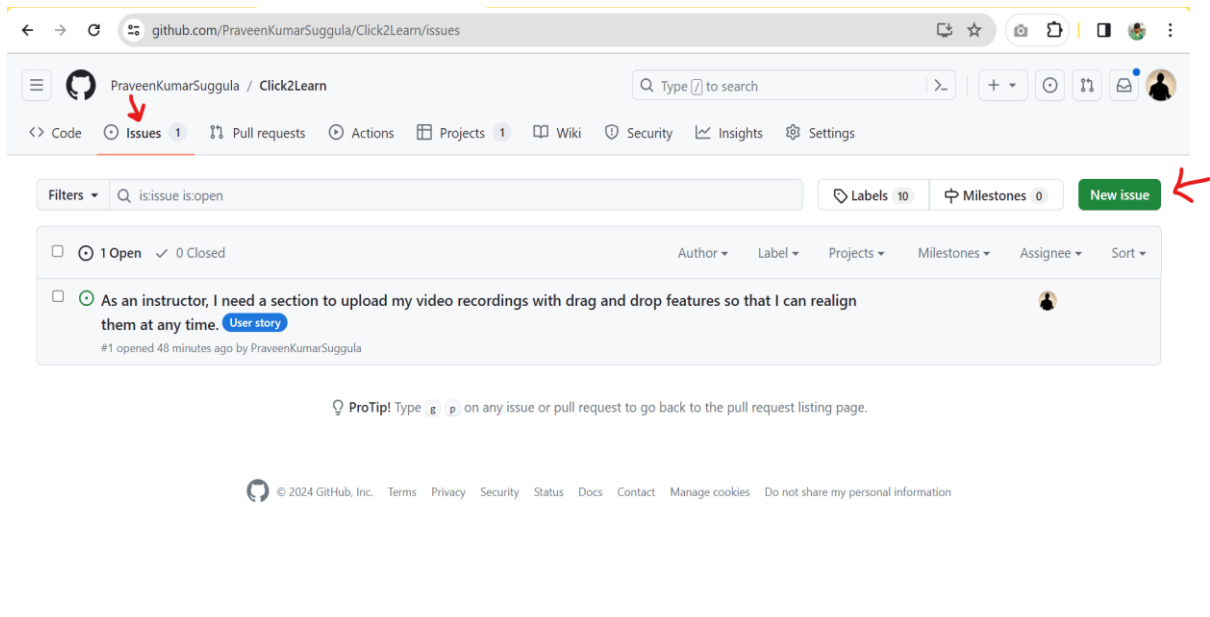 github.com/PraveenKumarSuggula/Click2Learn/issues
PraveenKumarSuggula / Click2Learn Type / to search
Code Issues 1 Pull requests Actions Projects 1 Wiki Security Insights Settings
Filters is:issue is:open Labels 10 Milestones 0 New issue
1 Open 0 Closed Author Label Projects Milestones Assignee Sort
As an instructor, I need a section to upload my video recordings with drag and drop features so that I can realign
them at any time. User story
#1 opened 48 minutes ago by PraveenKumarSuggula
ProTip! Type g p on any issue or pull request to go back to the pull request listing page.
© 2024 GitHub, Inc. Terms Privacy Security Status Docs Contact Manage cookies Do not share my personal information